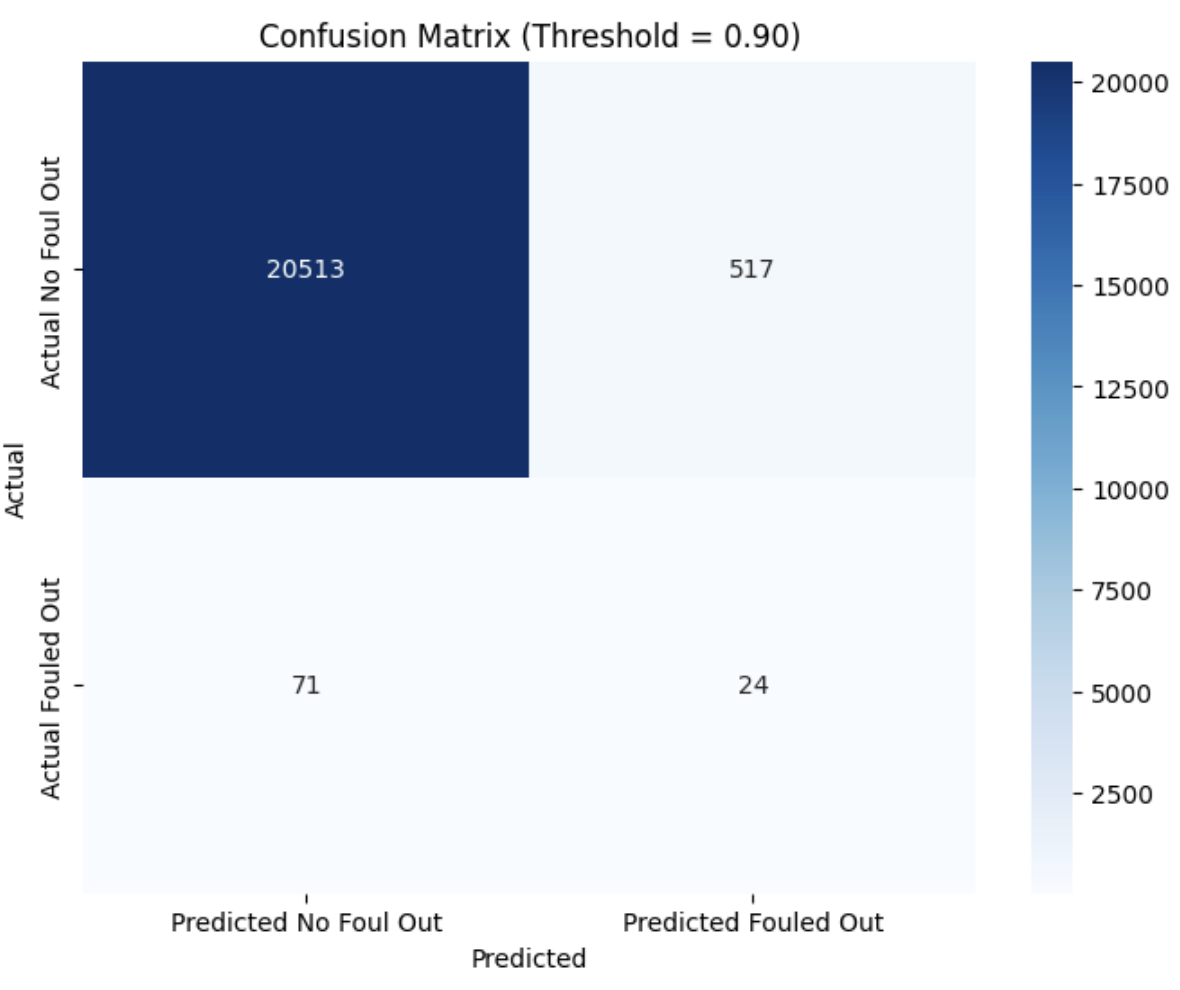 Confusion Matrix (Threshold = 0.90)
Actual
Actual No Foul Out
Actual Fouled Out
20513
517
71
24
Predicted No Foul Out
Predicted Fouled Out
Predicted
20000
17500
15000
12500
10000
7500
5000
2500